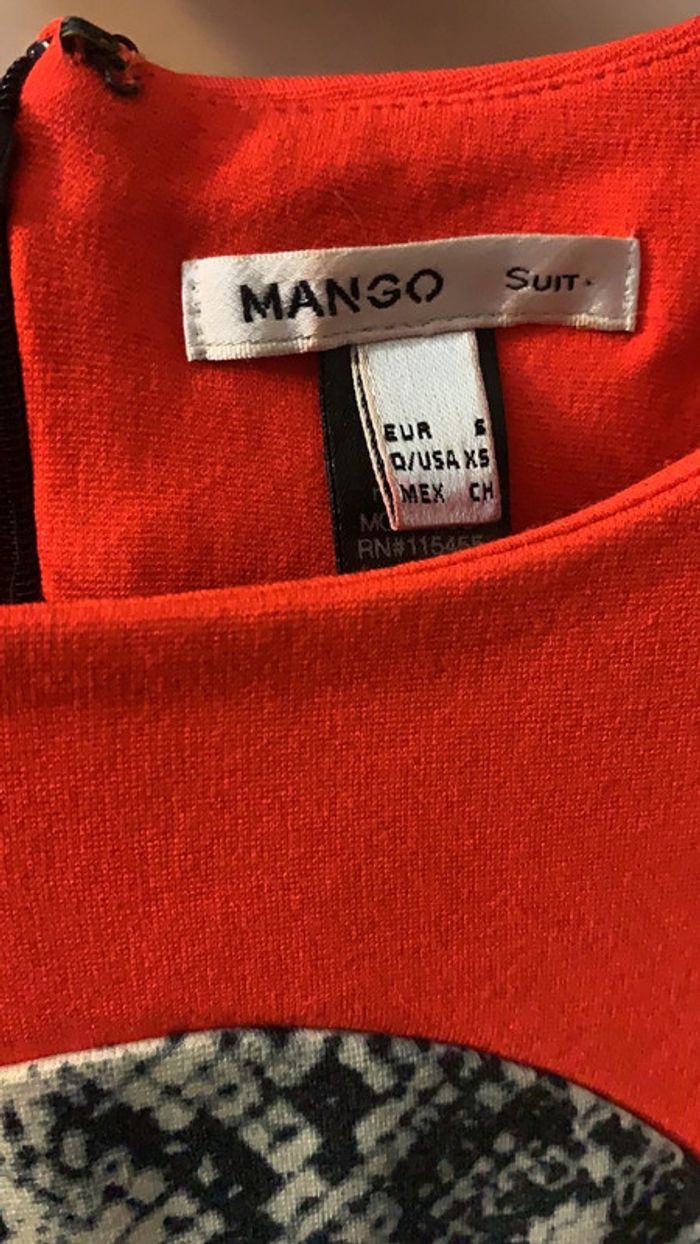 MANGO SUIT.
EUR S
O/USA XS
MEX CH
RN#115465